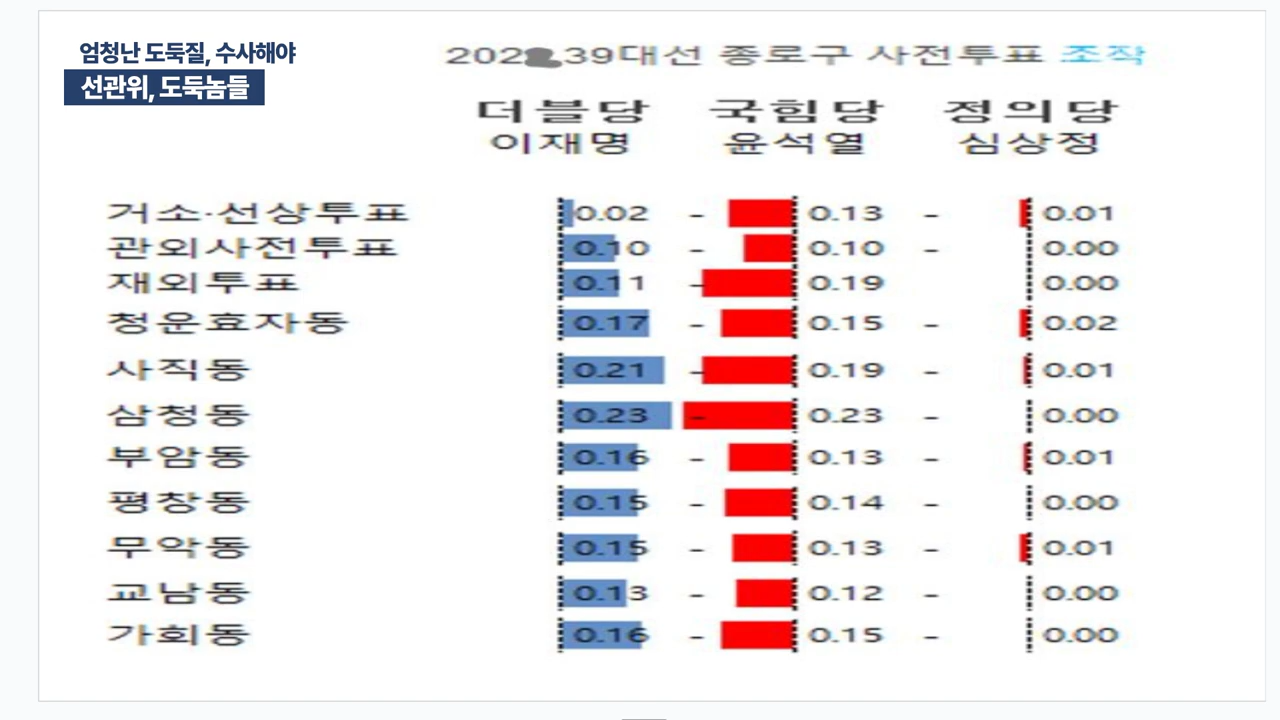 엄청난 도둑질, 수사해야
선관위, 도둑놈들
202 39대선 종로구 사전투표 조작
더블당 국힘당 정의당
이재명 윤석열 심상정
거소·선상투표 0.02 - 0.13 - 0.01
관외사전투표 0.10 - 0.10 - 0.00
재외투표 0.11 - 0.19 0.00
청운효자동 0.17 - 0.15 - 0.02
사직동 0.21 - 0.19 - 0.01
삼청동 0.23 - 0.23 - 0.00
부암동 0.16 - 0.13 - 0.01
평창동 0.15 - 0.14 - 0.00
무악동 0.15 - 0.13 - 0.01
교남동 0.13 - 0.12 - 0.00
가회동 0.16 - 0.15 - 0.00